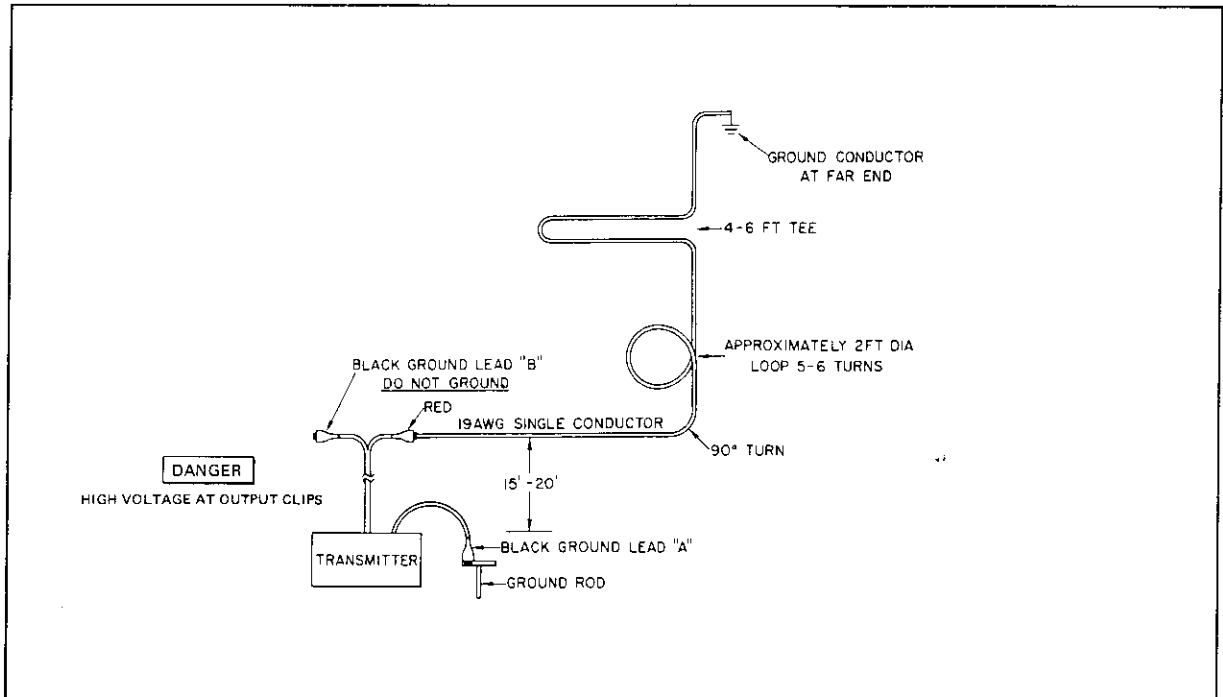 GROUND CONDUCTOR
AT FAR END
4-6 FT TEE
APPROXIMATELY 2FT DIA
LOOP 5-6 TURNS
BLACK GROUND LEAD "B"
DO NOT GROUND
RED
19AWG SINGLE CONDUCTOR
90° TURN
DANGER
HIGH VOLTAGE AT OUTPUT CLIPS
15'-20'
BLACK GROUND LEAD "A"
TRANSMITTER
GROUND ROD